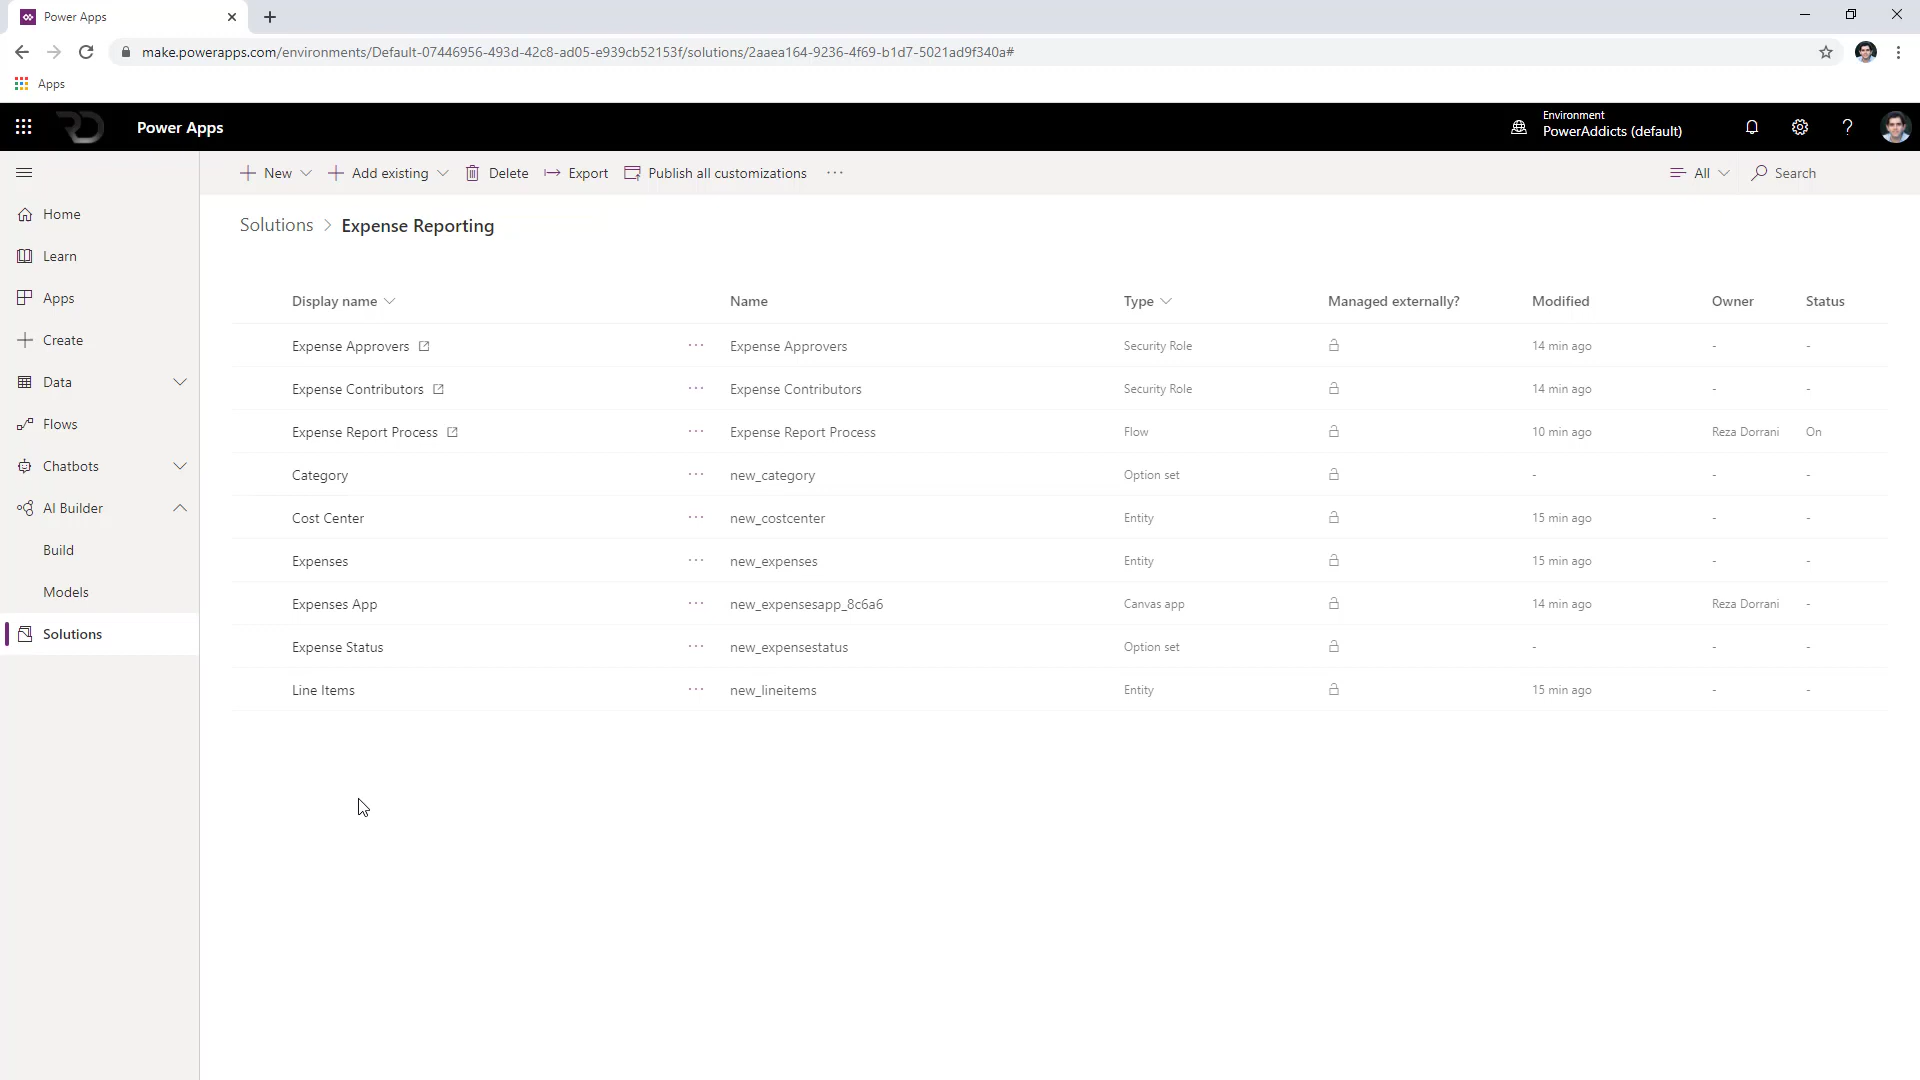 Power Apps
make.powerapps.com/environments/Default-07446956-493d-42c8-ad05-e939cb52153f/solutions/2aaea164-9236-4f69-b1d7-5021ad9f340a#
Apps
RD
Power Apps
Environment
PowerAddicts (default)
?
New
Add existing
Delete
Export
Publish all customizations
...
All
Search
Home
Learn
Apps
Create
Data
Flows
Chatbots
AI Builder
Build
Models
Solutions
Solutions > Expense Reporting
Display name Name Type Managed externally? Modified Owner Status
Expense Approvers ... Expense Approvers Security Role 14 min ago - -
Expense Contributors ... Expense Contributors Security Role 14 min ago - -
Expense Report Process ... Expense Report Process Flow 10 min ago Reza Dorrani On
Category ... new_category Option set - - -
Cost Center ... new_costcenter Entity 15 min ago - -
Expenses ... new_expenses Entity 15 min ago - -
Expenses App ... new_expensesapp_8c6a6 Canvas app 14 min ago Reza Dorrani -
Expense Status ... new_expensestatus Option set - - -
Line Items ... new_lineitems Entity 15 min ago - -